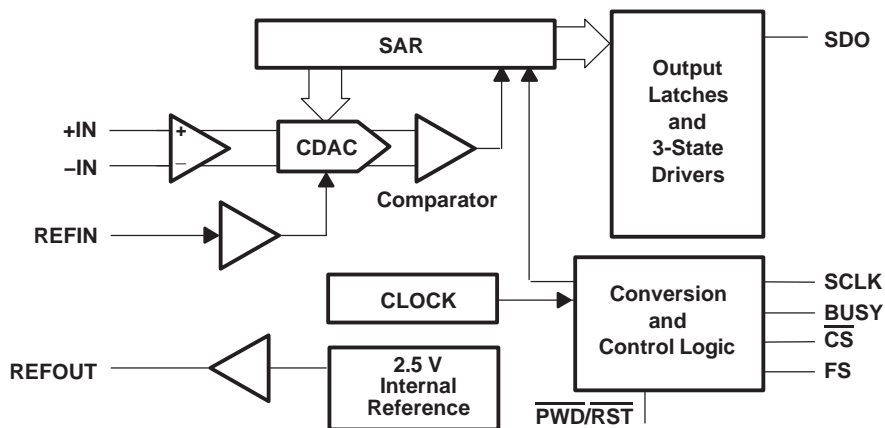 SAR
SDO
Output
Latches
and
3-State
Drivers
+IN
+
–IN
–
CDAC
Comparator
REFIN
SCLK
CLOCK
Conversion
and
Control Logic
BUSY
CS
FS
REFOUT
2.5 V
Internal
Reference
PWD/RST